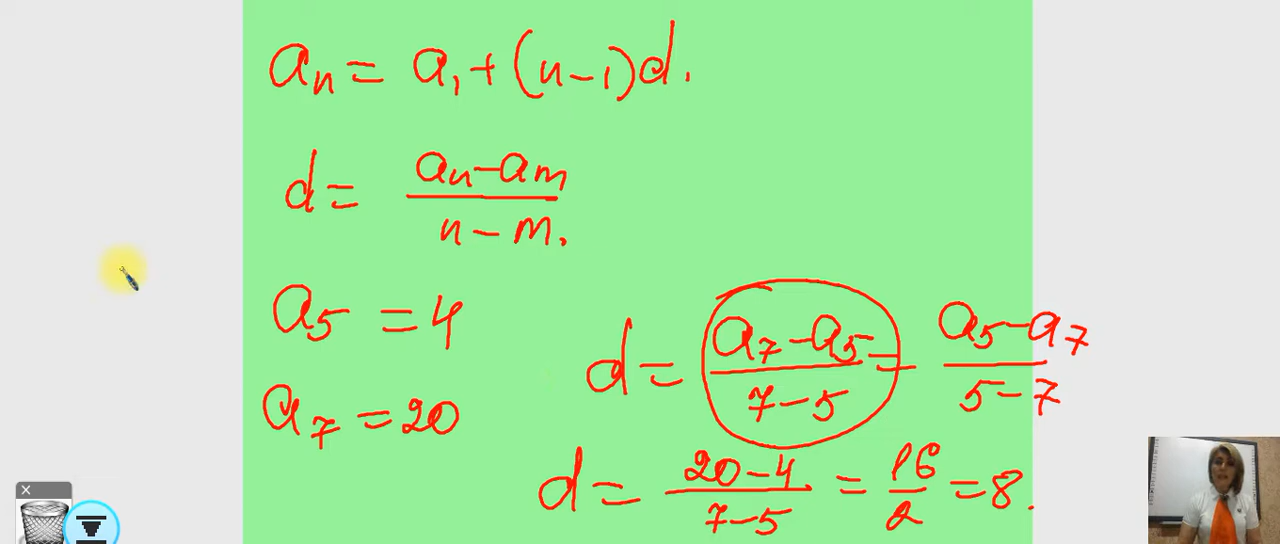 aₙ = a₁ + (n-1)d.
d = (aₙ - aₘ)/(n - m).
a₅ = 4
d = (a₇ - a₅)/(7 - 5) = (a₅ - a₇)/(5 - 7)
a₇ = 20
d = (20 - 4)/(7 - 5) = 16/2 = 8.